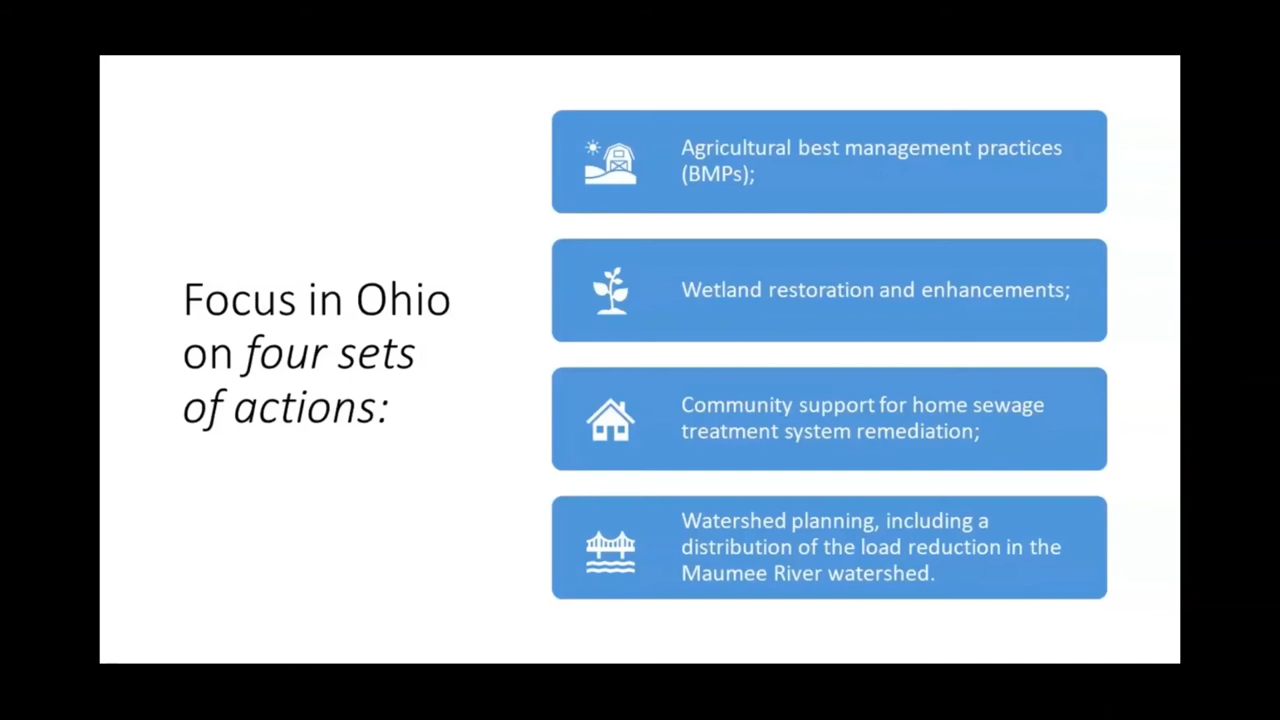 Focus in Ohio
on four sets
of actions:
Agricultural best management practices
(BMPs);
Wetland restoration and enhancements;
Community support for home sewage
treatment system remediation;
Watershed planning, including a
distribution of the load reduction in the
Maumee River watershed.